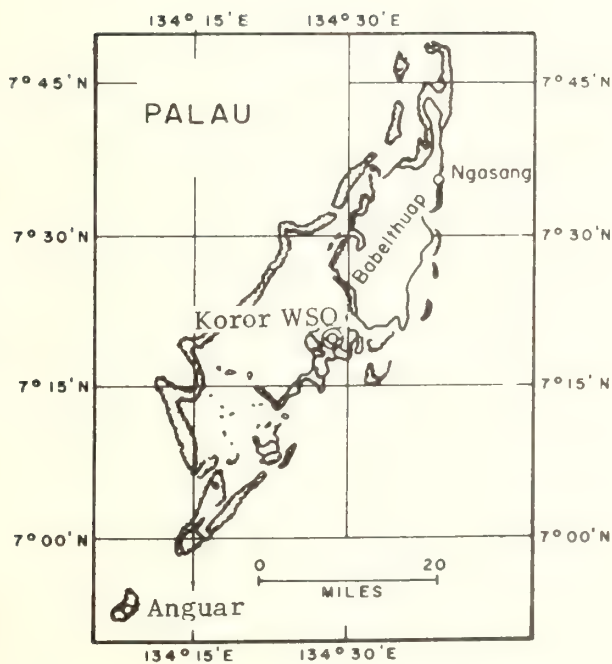 134° 15' E 134° 30' E
7° 45' N 7° 45' N
PALAU
Ngasang
7° 30' N 7° 30' N
Babelthuap
Koror WSO
7° 15' N 7° 15' N
7° 00' N 7° 00' N
0 20
MILES
Anguar
134° 15' E 134° 30' E